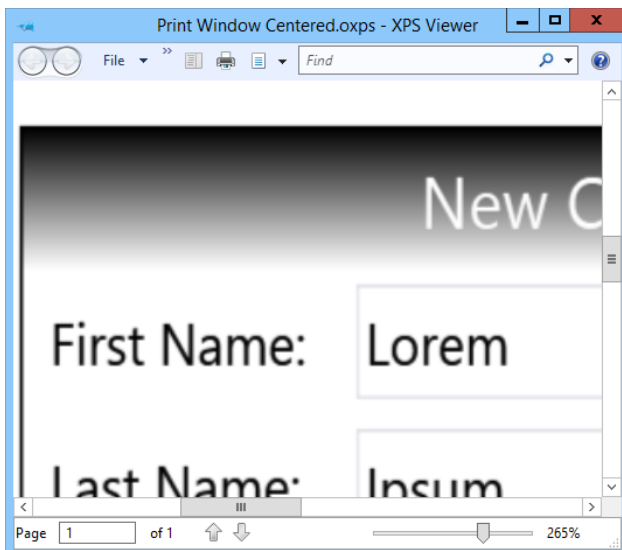 Print Window Centered.oxps - XPS Viewer
File Find
New C
First Name: Lorem
Last Name: Ipsum
Page 1 of 1 265%